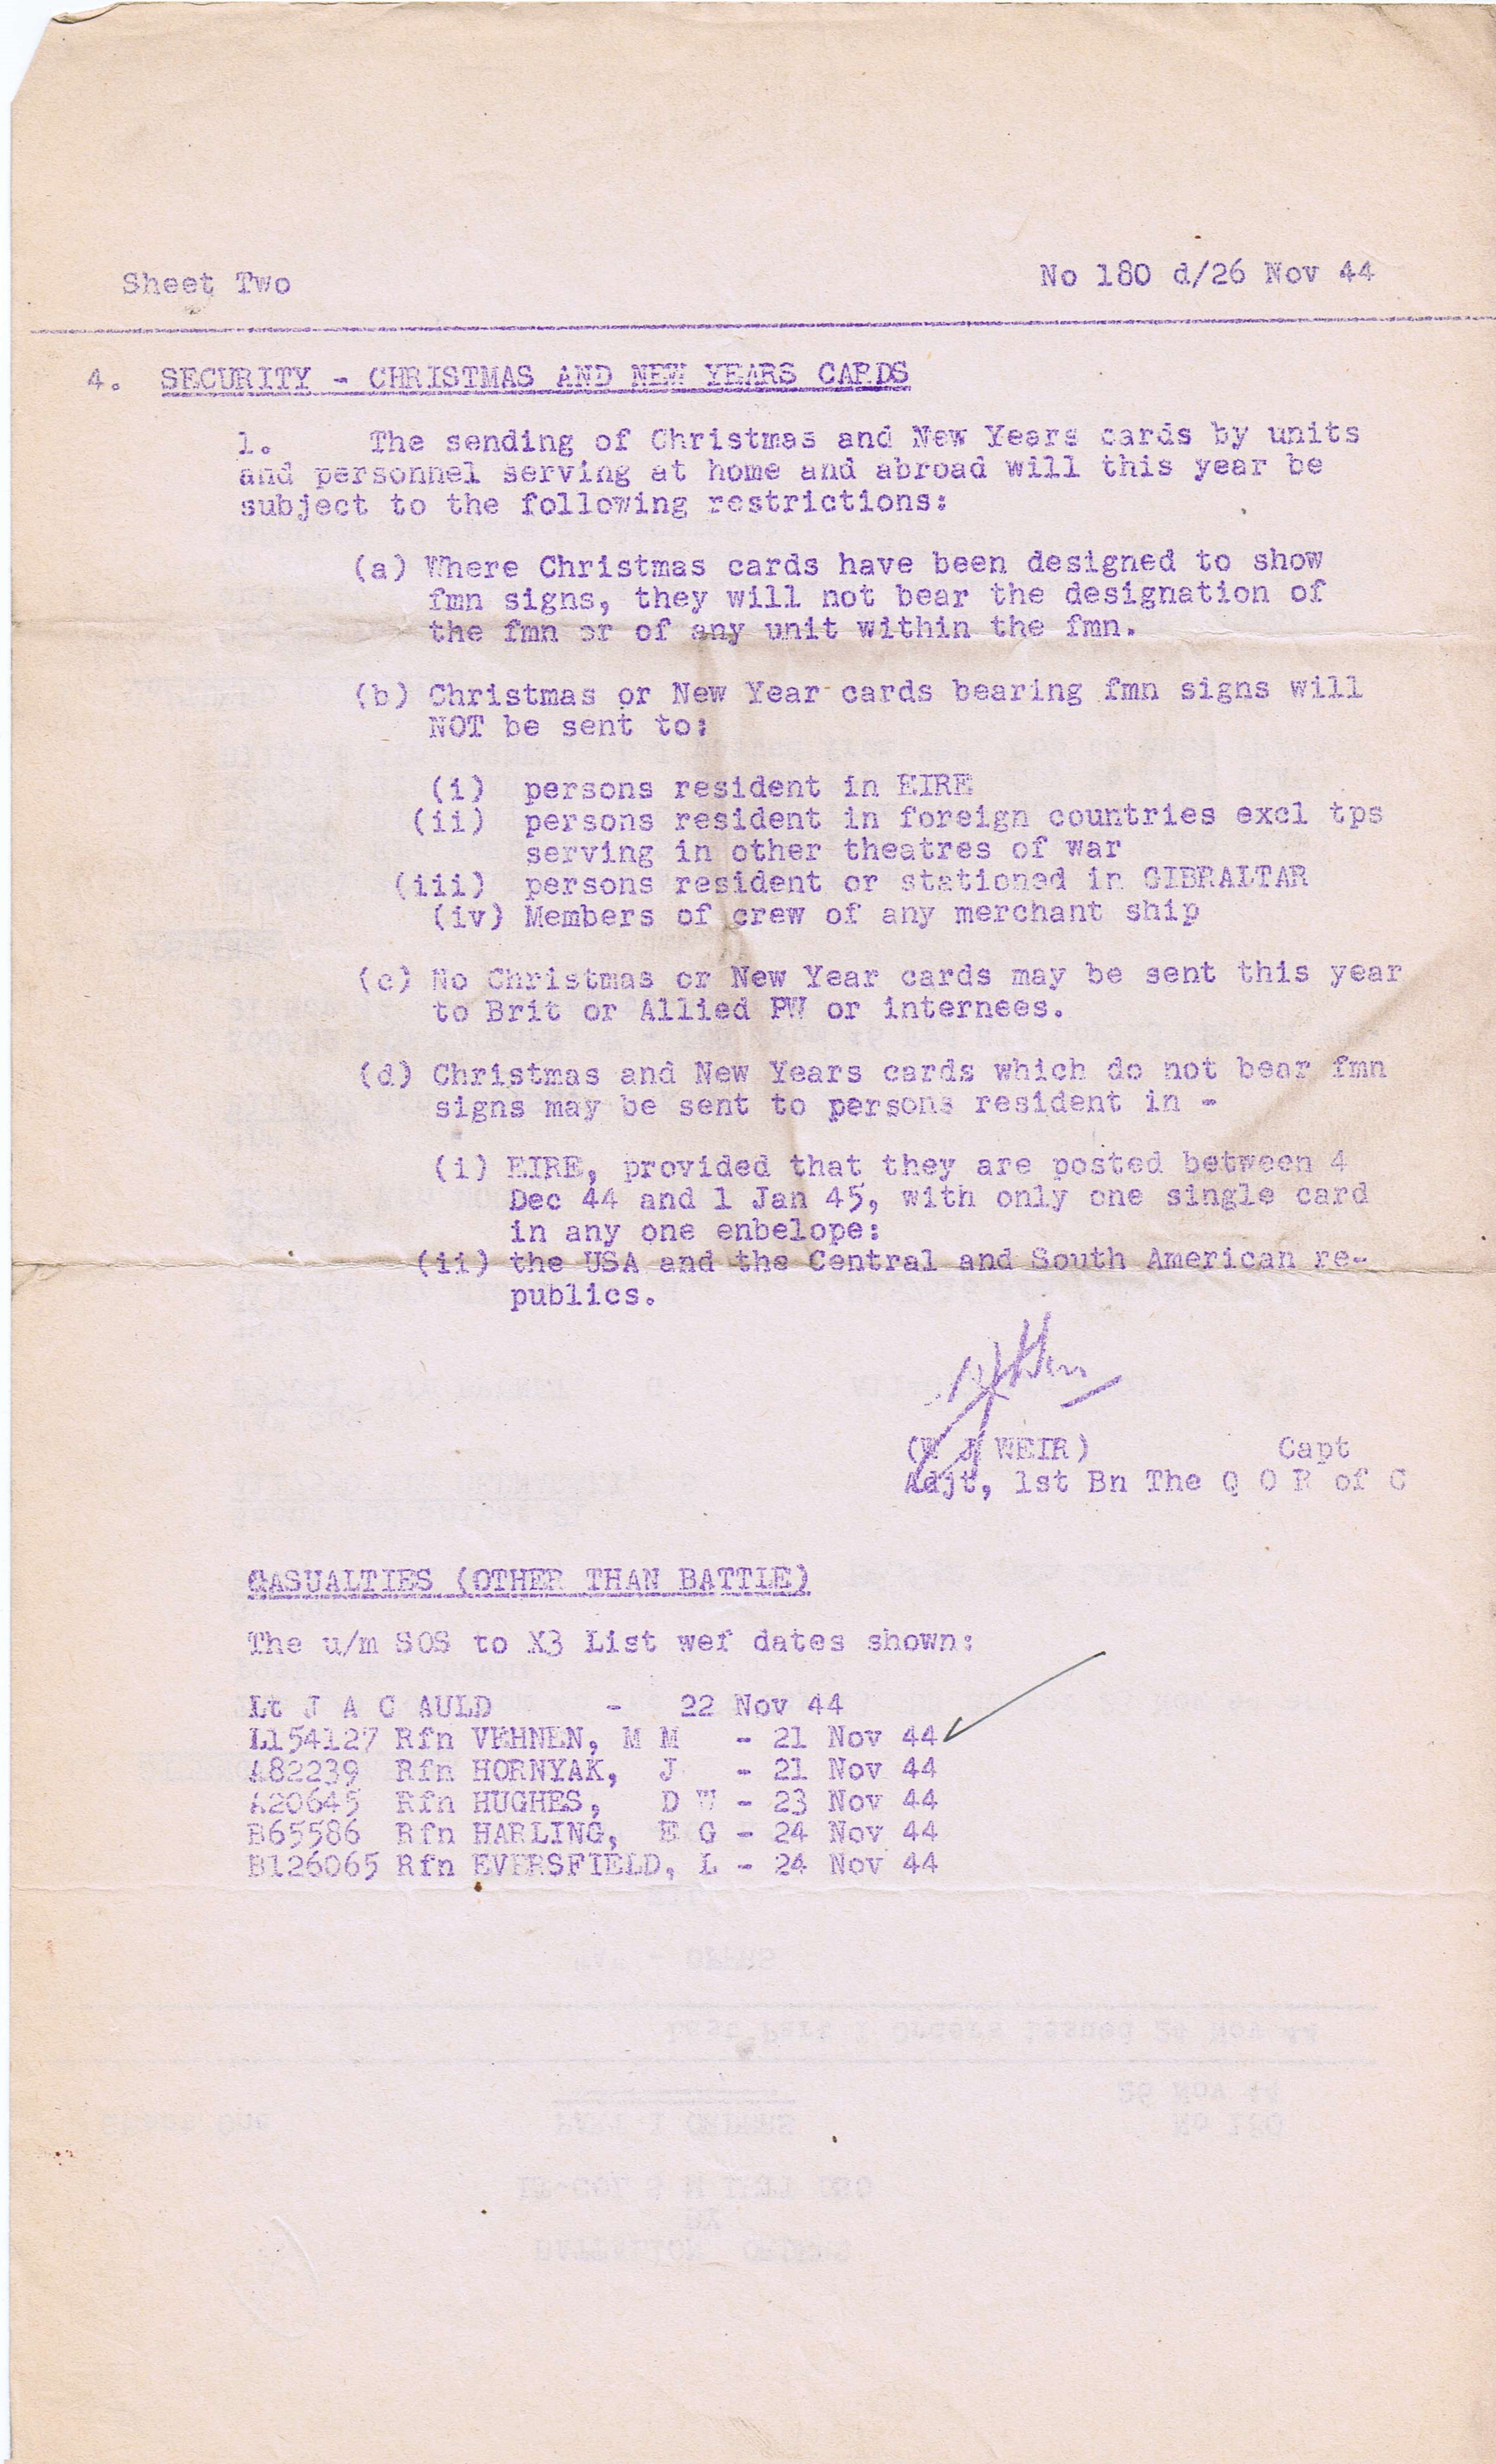 Sheet Two
No 180 d/26 Nov 44
4. SECURITY - CHRISTMAS AND NEW YEARS CARDS
1. The sending of Christmas and New Years cards by units
and personnel serving at home and abroad will this year be
subject to the following restrictions:
(a) Where Christmas cards have been designed to show
fmn signs, they will not bear the designation of
the fmn or of any unit within the fmn.
(b) Christmas or New Year cards bearing fmn signs will
NOT be sent to:
(i) persons resident in EIRE
(ii) persons resident in foreign countries excl tps
serving in other theatres of war
(iii) persons resident or stationed in GIBRALTAR
(iv) Members of crew of any merchant ship
(c) No Christmas or New Year cards may be sent this year
to Brit or Allied PW or internees.
(d) Christmas and New Years cards which do not bear fmn
signs may be sent to persons resident in -
(i) EIRE, provided that they are posted between 4
Dec 44 and 1 Jan 45, with only one single card
in any one enbelope:
(ii) the USA and the Central and South American re-
publics.
J WEIR) Capt
Adjt, 1st Bn The Q O R of C
CASUALTIES (OTHER THAN BATTLE)
The u/m SOS to X3 List wef dates shown:
Lt J A C AULD - 22 Nov 44
L154127 Rfn VEHNEN, M M - 21 Nov 44
A82239 Rfn HORNYAK, J - 21 Nov 44
A20645 Rfn HUGHES, D W - 23 Nov 44
B65586 Rfn HARLING, E G - 24 Nov 44
B126065 Rfn EVERSFIELD, L - 24 Nov 44